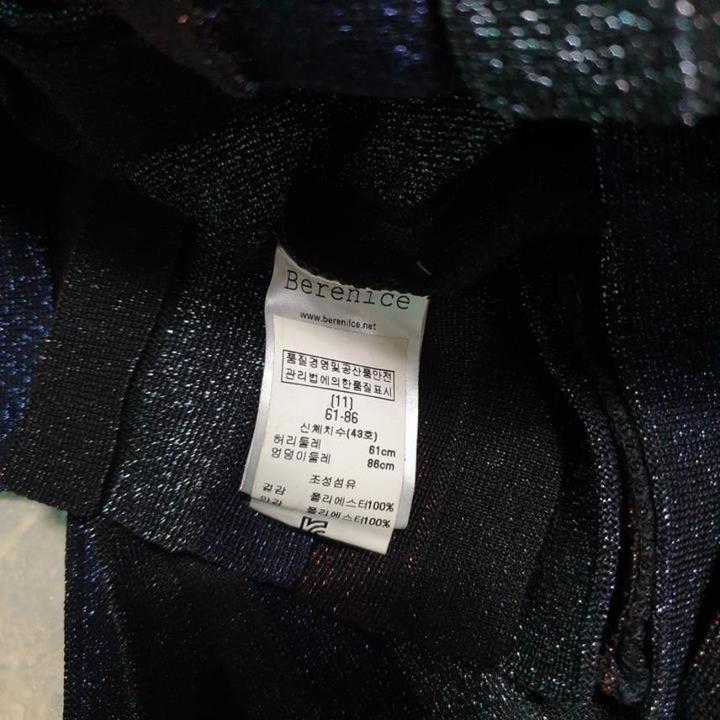 Berenice
www.berenice.net
품질경영및공산품안전
관리법에의한품질표시
(11)
61-86
신체치수(43호)
허리둘레 61cm
엉덩이둘레 86cm
조성섬유
겉감 폴리에스터100%
안감 폴리에스터100%